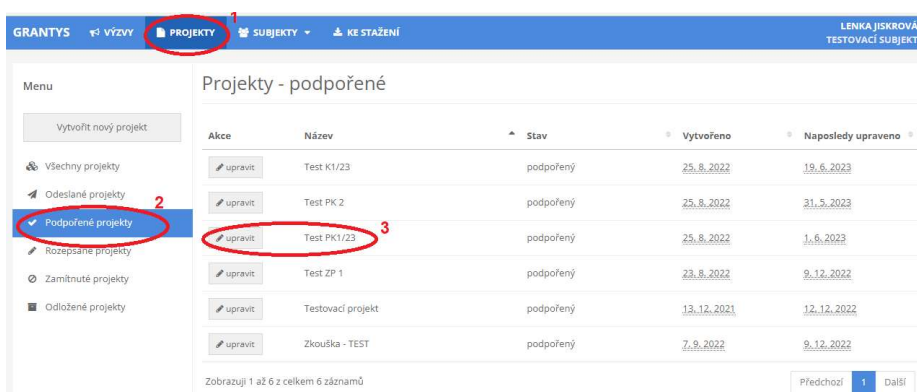 1
GRANTYS VÝZVY PROJEKTY SUBJEKTY KE STAŽENÍ LENKA JISKROVÁ
TESTOVACÍ SUBJEKT
Menu
Vytvořit nový projekt
Všechny projekty
Odeslané projekty
2
Podpořené projekty
Rozepsané projekty
Zamítnuté projekty
Odložené projekty
Projekty - podpořené
Akce Název Stav Vytvořeno Naposledy upraveno
upravit Test K1/23 podpořený 25. 8. 2022 19. 6. 2023
upravit Test PK 2 podpořený 25. 8. 2022 31. 5. 2023
3
upravit Test PK1/23 podpořený 25. 8. 2022 1. 6. 2023
upravit Test ZP 1 podpořený 23. 8. 2022 9. 12. 2022
upravit Testovací projekt podpořený 13. 12. 2021 12. 12. 2022
upravit Zkouška - TEST podpořený 7. 9. 2022 9. 12. 2022
Zobrazuji 1 až 6 z celkem 6 záznamů Předchozí 1 Další